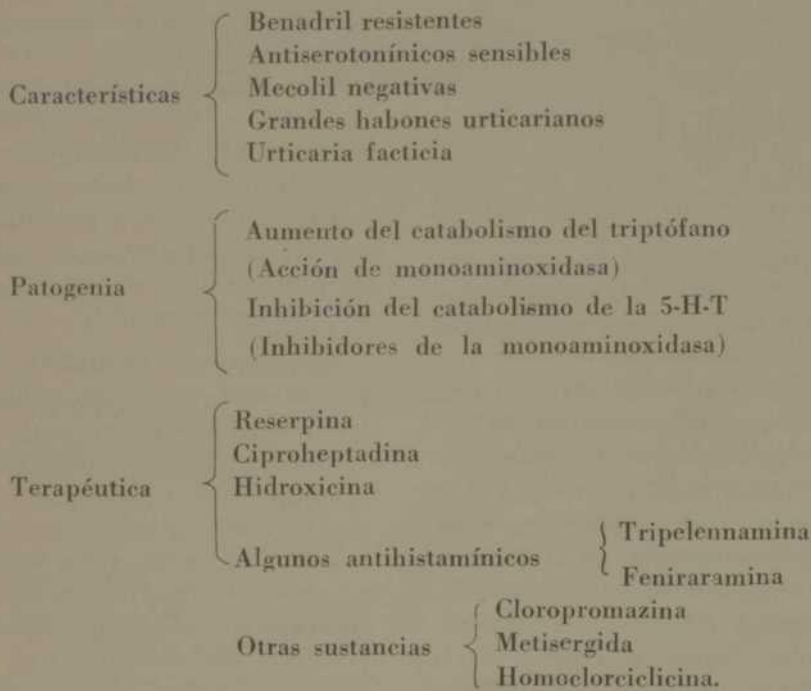 Benadril resistentes
Antiserotonínicos sensibles
Características
Mecolil negativas
Grandes habones urticarianos
Urticaria facticia
Aumento del catabolismo del triptófano
(Acción de monoaminoxidasa)
Patogenia
Inhibición del catabolismo de la 5-H-T
(Inhibidores de la monoaminoxidasa)
Reserpina
Ciproheptadina
Terapéutica
Hidroxicina
Tripelennamina
Algunos antihistamínicos
Feniraramina
Cloropromazina
Otras sustancias
Metisergida
Homoclorciclicina.